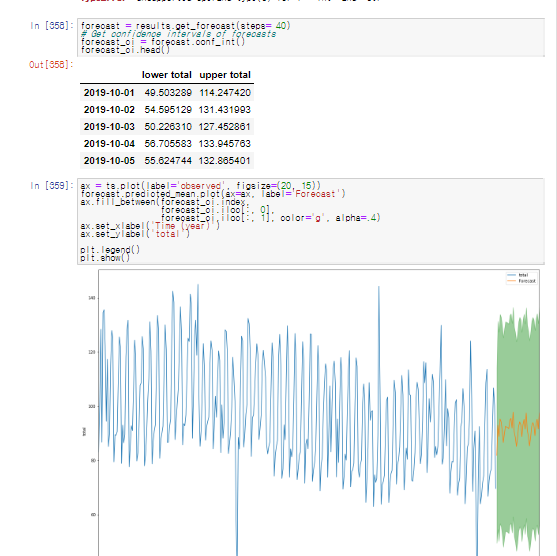 In [358]:
forecast = results.get_forecast(steps= 40)
# Get confidence intervals of forecasts
forecast_ci = forecast.conf_int()
forecast_ci.head()
Out[358]:
lower total upper total
2019-10-01 49.503289 114.247420
2019-10-02 54.595129 131.431993
2019-10-03 50.226310 127.452861
2019-10-04 56.705583 133.945763
2019-10-05 55.624744 132.865401
In [359]:
ax = ts.plot(label='observed', figsize=(20, 15))
forecast.predicted_mean.plot(ax=ax, label='Forecast')
ax.fill_between(forecast_ci.index,
forecast_ci.iloc[:, 0],
forecast_ci.iloc[:, 1], color='g', alpha=.4)
ax.set_xlabel('Time (year)')
ax.set_ylabel('total')
plt.legend()
plt.show()
total
Forecast
140
120
100
total
80
60